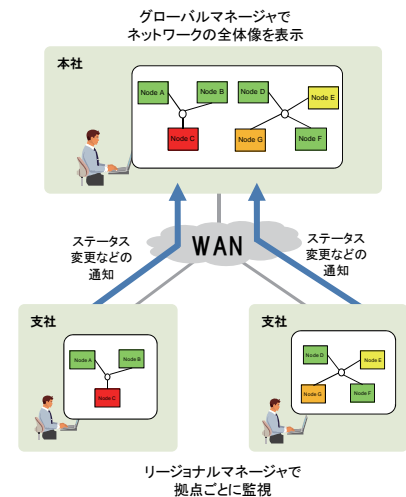 グローバルマネージャで
ネットワークの全体像を表示
本社
Node A
Node B
Node D
Node E
Node C
Node G
Node F
ステータス
変更などの
通知
WAN
ステータス
変更などの
通知
支社
Node A
Node B
Node C
支社
Node D
Node E
Node G
Node F
リージョナルマネージャで
拠点ごとに監視